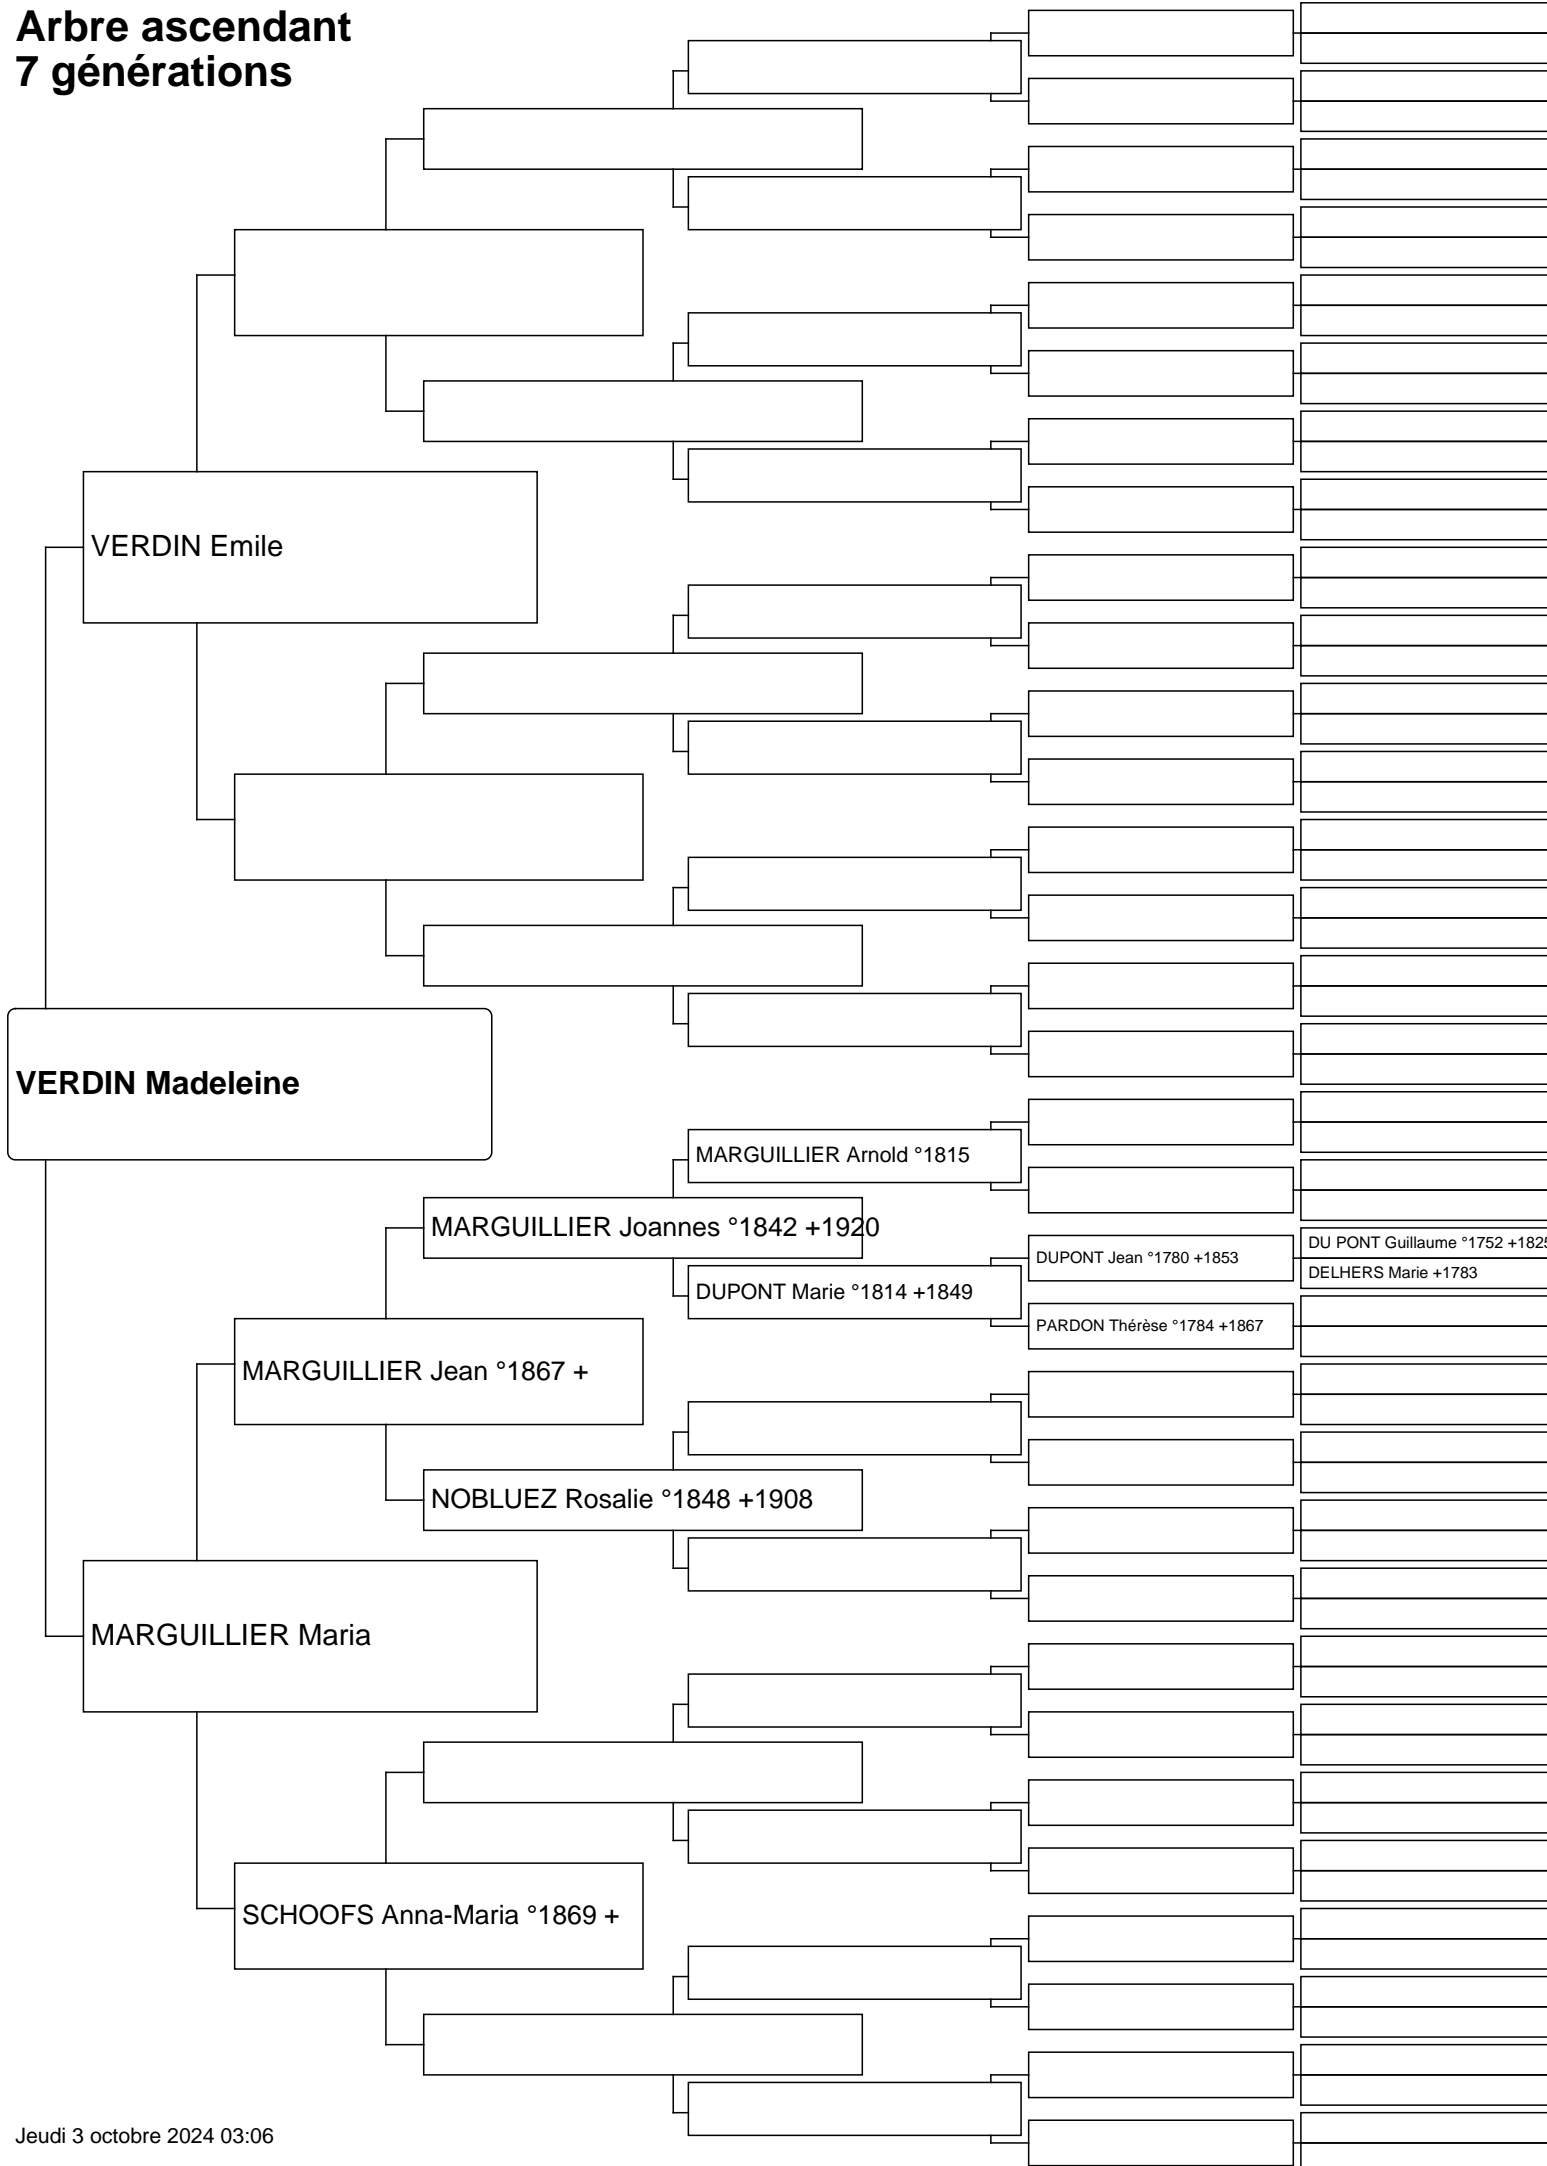 Arbre ascendant
7 générations
VERDIN Emile
VERDIN Madeleine
MARGUILLIER Arnold °1815
MARGUILLIER Joannes °1842 +1920
DU PONT Guillaume °1752 +1825
DUPONT Jean °1780 +1853
DELHERS Marie +1783
DUPONT Marie °1814 +1849
PARDON Thérèse °1784 +1867
MARGUILLIER Jean °1867 +
NOBLUEZ Rosalie °1848 +1908
MARGUILLIER Maria
SCHOOFS Anna-Maria °1869 +
Jeudi 3 octobre 2024 03:06